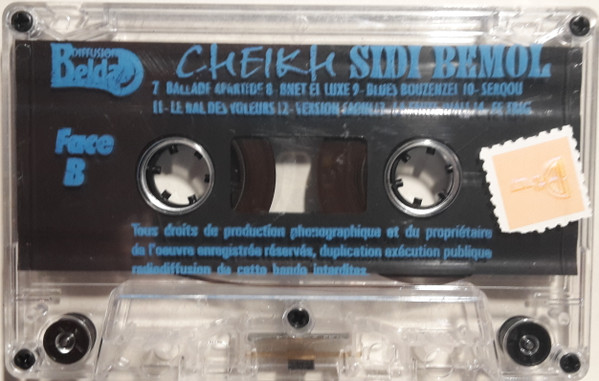 DIFFUSION
Belda
CHEIKH SIDI BEMOL
7 BALLADE APARTIDE 8- BNET EL LUXE 9- BLUES BOUZENZEL 10- SERQOU
11- LE BAL DES VOLEURS 12- VERSION
Face
B
Tous droits de production phonographique et du propriétaire
de l'oeuvre enregistrée réservés, duplication exécution publique
radiodiffusion de cette bande interdites